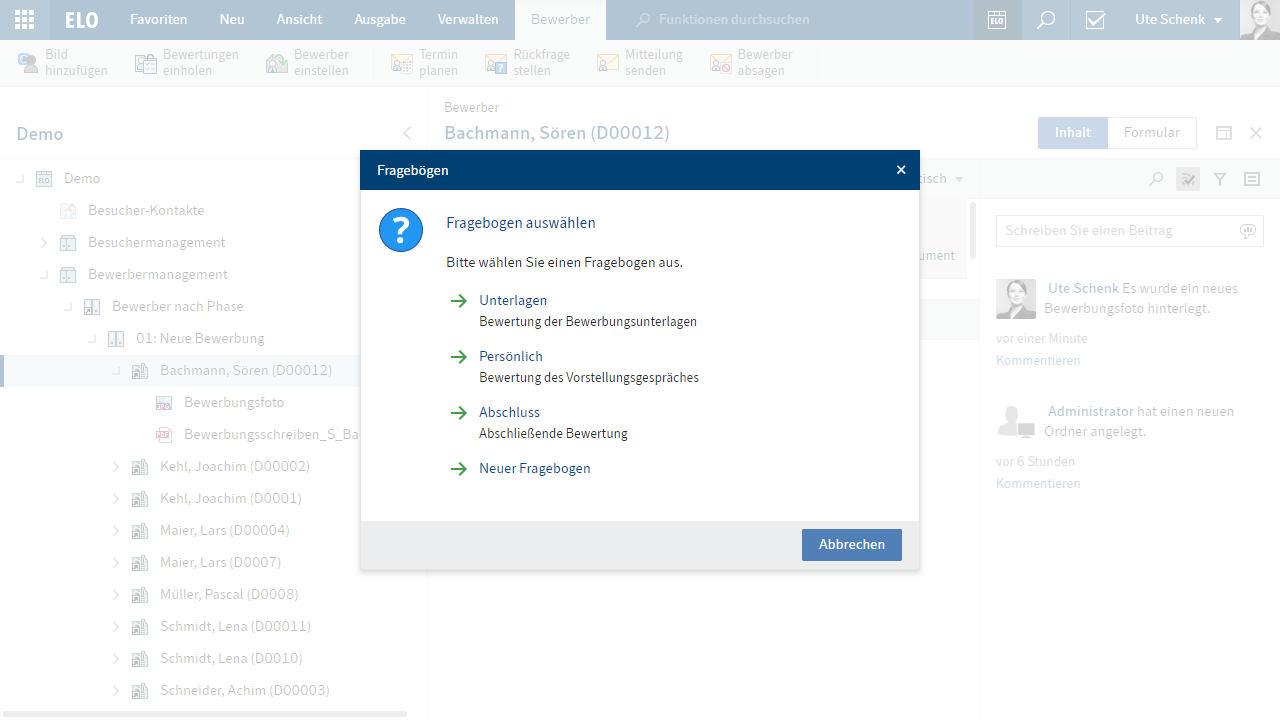 ELO Favoriten Neu Ansicht Ausgabe Verwalten Bewerber Funktionen durchsuchen ELO Ute Schenk
Bild hinzufügen
Bewertungen einholen
Bewerber einstellen
Termin planen
Rückfrage stellen
Mitteilung senden
Bewerber absagen
Demo
Bewerber
Bachmann, Sören (D00012)
Inhalt Formular
Demo
Besucher-Kontakte
Besuchermanagement
Bewerbermanagement
Bewerber nach Phase
01: Neue Bewerbung
Bachmann, Sören (D00012)
Bewerbungsfoto
Bewerbungsschreiben_S_Ba
Kehl, Joachim (D00002)
Kehl, Joachim (D0001)
Maier, Lars (D00004)
Maier, Lars (D0007)
Müller, Pascal (D0008)
Schmidt, Lena (D00011)
Schmidt, Lena (D0010)
Schneider, Achim (D00003)
Fragebögen
Fragebogen auswählen
Bitte wählen Sie einen Fragebogen aus.
Unterlagen
Bewertung der Bewerbungsunterlagen
Persönlich
Bewertung des Vorstellungsgespräches
Abschluss
Abschließende Bewertung
Neuer Fragebogen
Abbrechen
tisch
ument
Schreiben Sie einen Beitrag
Ute Schenk Es wurde ein neues
Bewerbungsfoto hinterlegt.
vor einer Minute
Kommentieren
Administrator hat einen neuen
Ordner angelegt.
vor 6 Stunden
Kommentieren